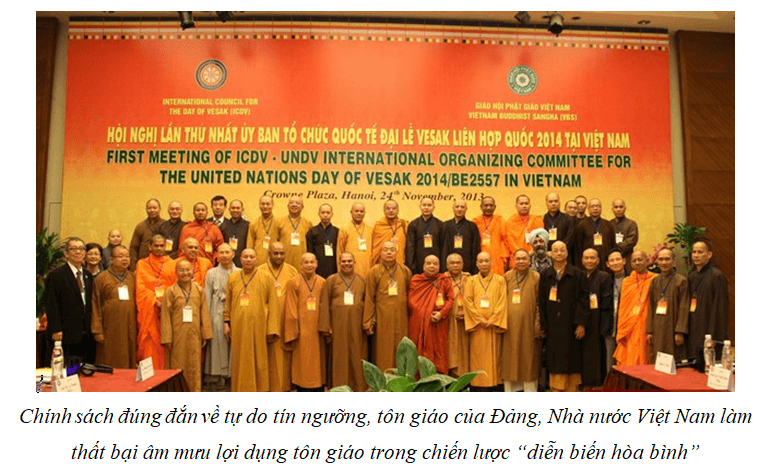 INTERNATIONAL COUNCIL FOR
THE DAY OF VESAK (ICDV)
GIÁO HỘI PHẬT GIÁO VIỆT NAM
VIETNAM BUDDHIST SANGHA (VBS)
HỘI NGHỊ LẦN THỨ NHẤT ỦY BAN TỔ CHỨC QUỐC TẾ ĐẠI LỄ VESAK LIÊN HỢP QUỐC 2014 TẠI VIỆT NAM
FIRST MEETING OF ICDV - UNDV INTERNATIONAL ORGANIZING COMMITTEE FOR
THE UNITED NATIONS DAY OF VESAK 2014/BE2557 IN VIETNAM
Crowne Plaza, Hanoi, 24th November, 2013
Chính sách đúng đắn về tự do tín ngưỡng, tôn giáo của Đảng, Nhà nước Việt Nam làm
thất bại âm mưu lợi dụng tôn giáo trong chiến lược “diễn biến hòa bình”